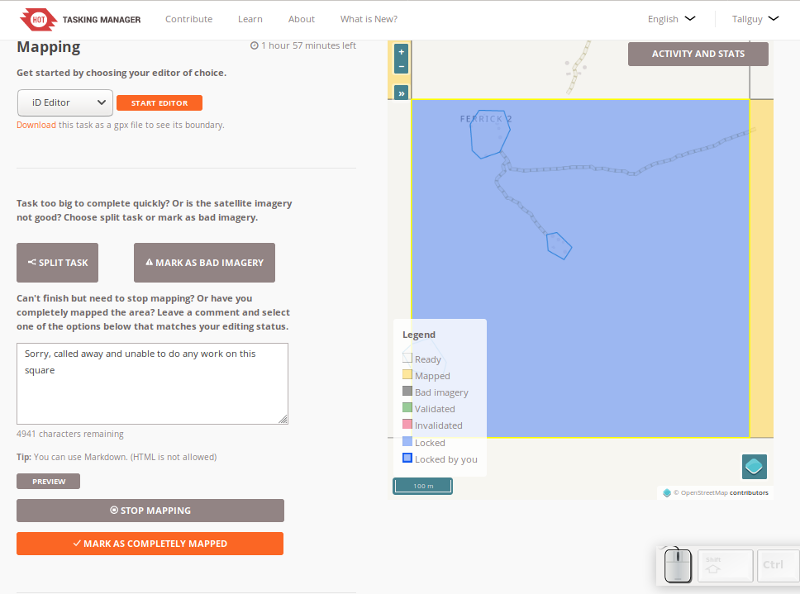 HOT
TASKING MANAGER
Contribute
Learn
About
What is New?
English
Tallguy
Mapping
1 hour 57 minutes left
Get started by choosing your editor of choice.
iD Editor
START EDITOR
Download this task as a gpx file to see its boundary.
Task too big to complete quickly? Or is the satellite imagery
not good? Choose split task or mark as bad imagery.
SPLIT TASK
MARK AS BAD IMAGERY
Can't finish but need to stop mapping? Or have you
completely mapped the area? Leave a comment and select
one of the options below that matches your editing status.
Sorry, called away and unable to do any work on this
square
4941 characters remaining
Tip: You can use Markdown. (HTML is not allowed)
PREVIEW
STOP MAPPING
MARK AS COMPLETELY MAPPED
+
−
»
ACTIVITY AND STATS
FERRICK 2
Legend
Ready
Mapped
Bad imagery
Validated
Invalidated
Locked
Locked by you
100 m
© OpenStreetMap contributors
Shift
Ctrl